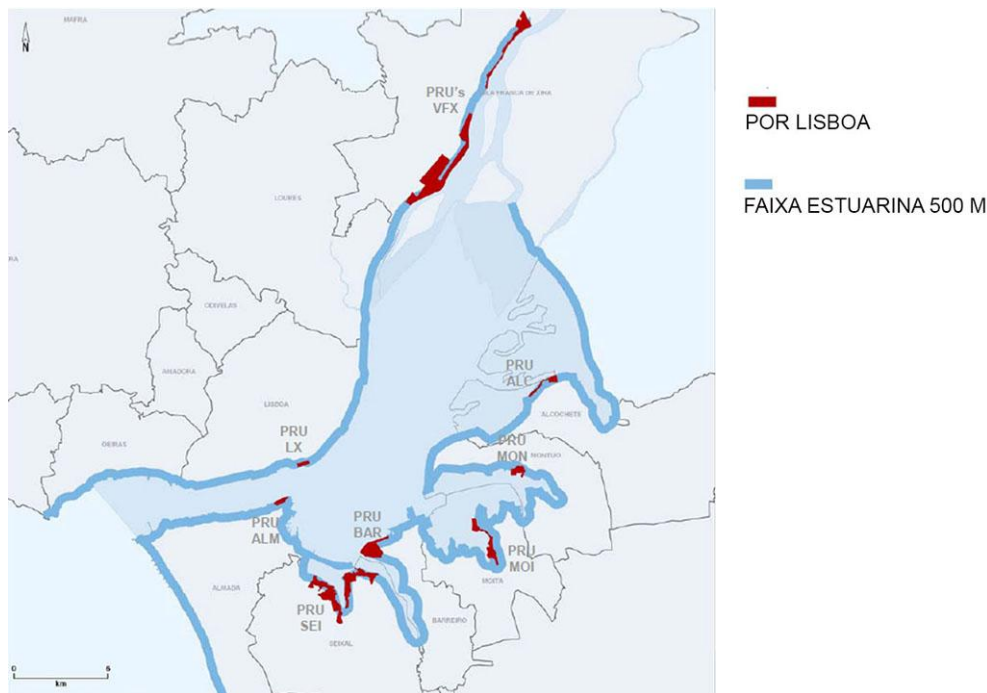 MAFRA
N
PRU's
VFX
VILA FRANCA DE XIRA
POR LISBOA
FAIXA ESTUARINA 500 M
LOURES
RA
ODIVELAS
AMADORA
PRU
ALC
LISBOA
ALCOCHETE
OEIRAS
PRU
LX
PRU
MON
MONTIJO
PRU
ALM
PRU
BAR
PRU
MOI
MOITA
ALMADA
PRU
SEI
BARREIRO
SEIXAL
0
km